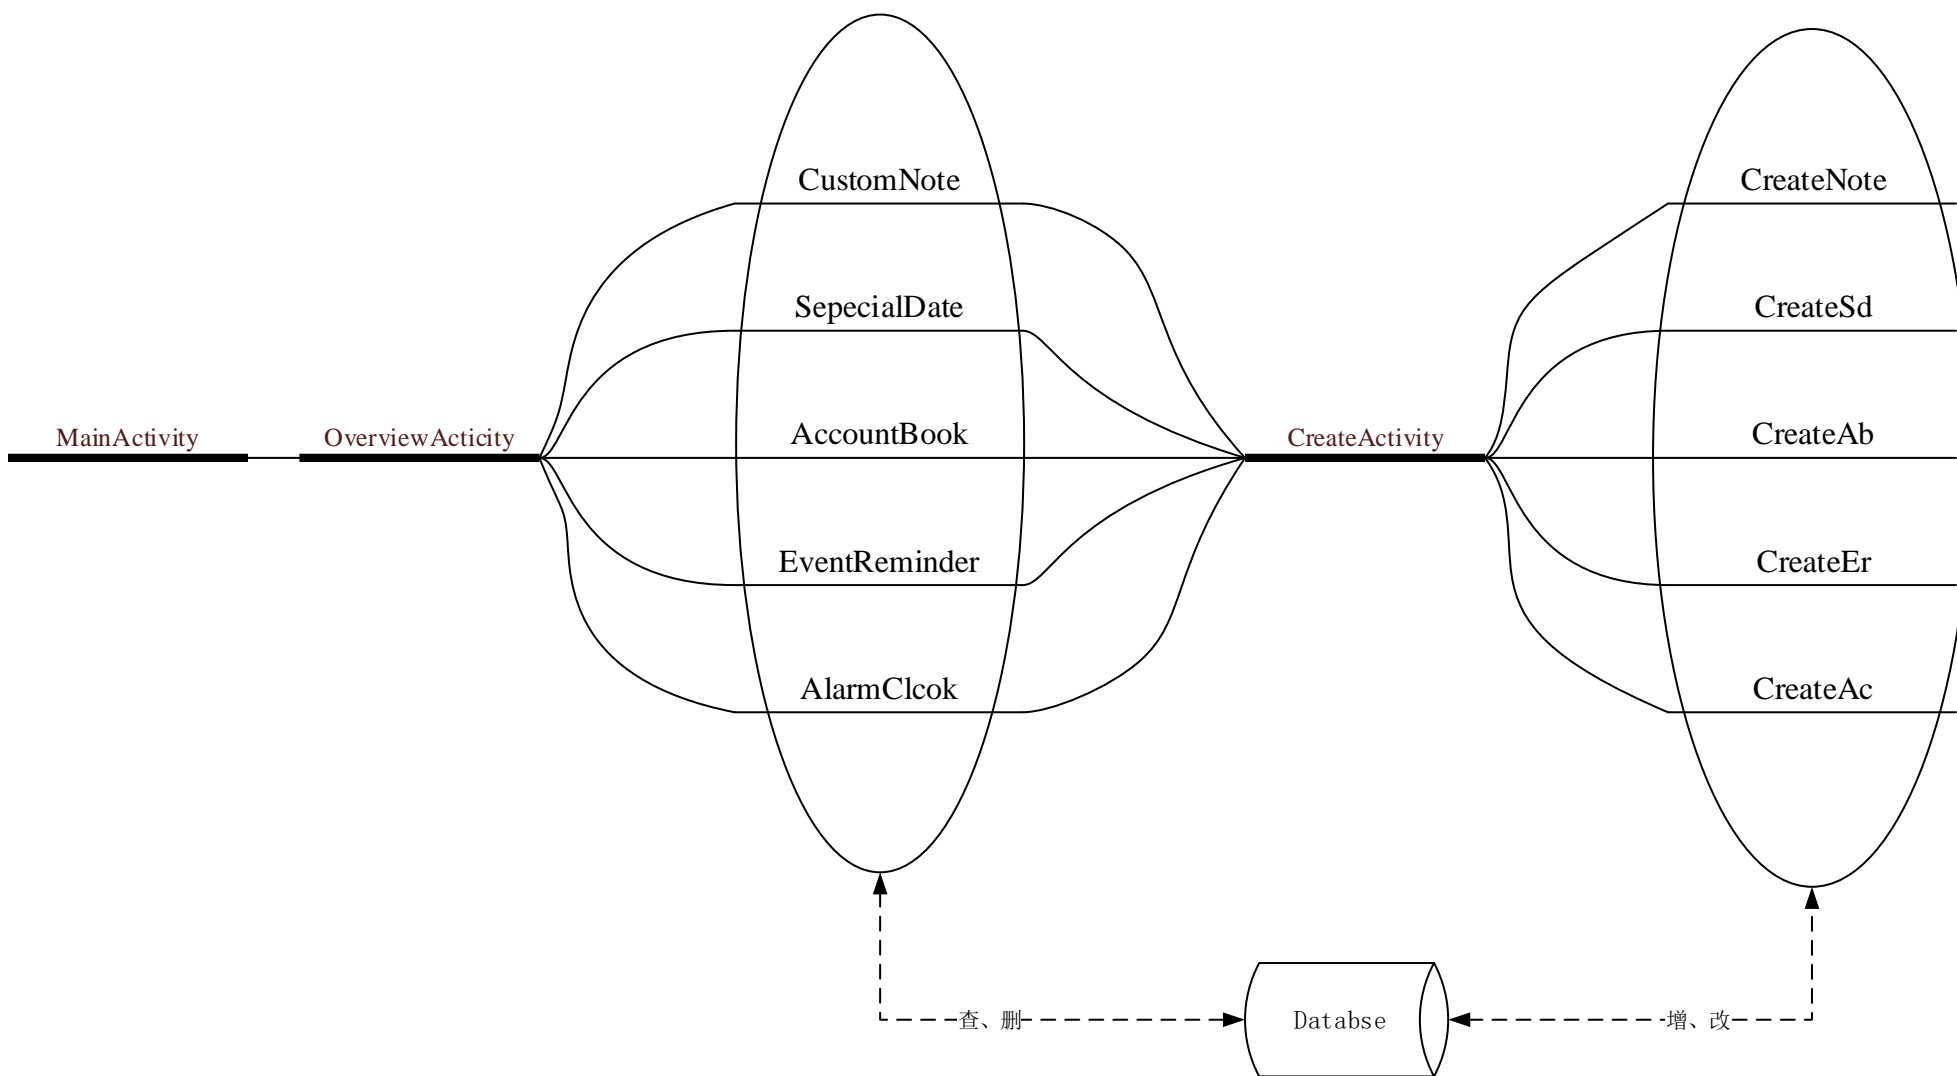 CustomNote
CreateNote
SepecialDate
CreateSd
MainActivity
OverviewActicity
AccountBook
CreateActivity
CreateAb
EventReminder
CreateEr
AlarmClcok
CreateAc
查、删
Databse
增、改